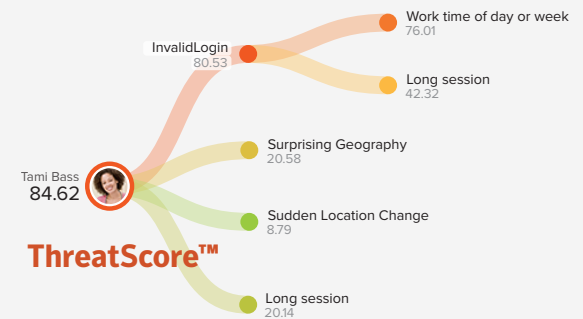 Work time of day or week
76.01
InvalidLogin
80.53
Long session
42.32
Surprising Geography
20.58
Tami Bass
84.62
Sudden Location Change
8.79
ThreatScore™
Long session
20.14